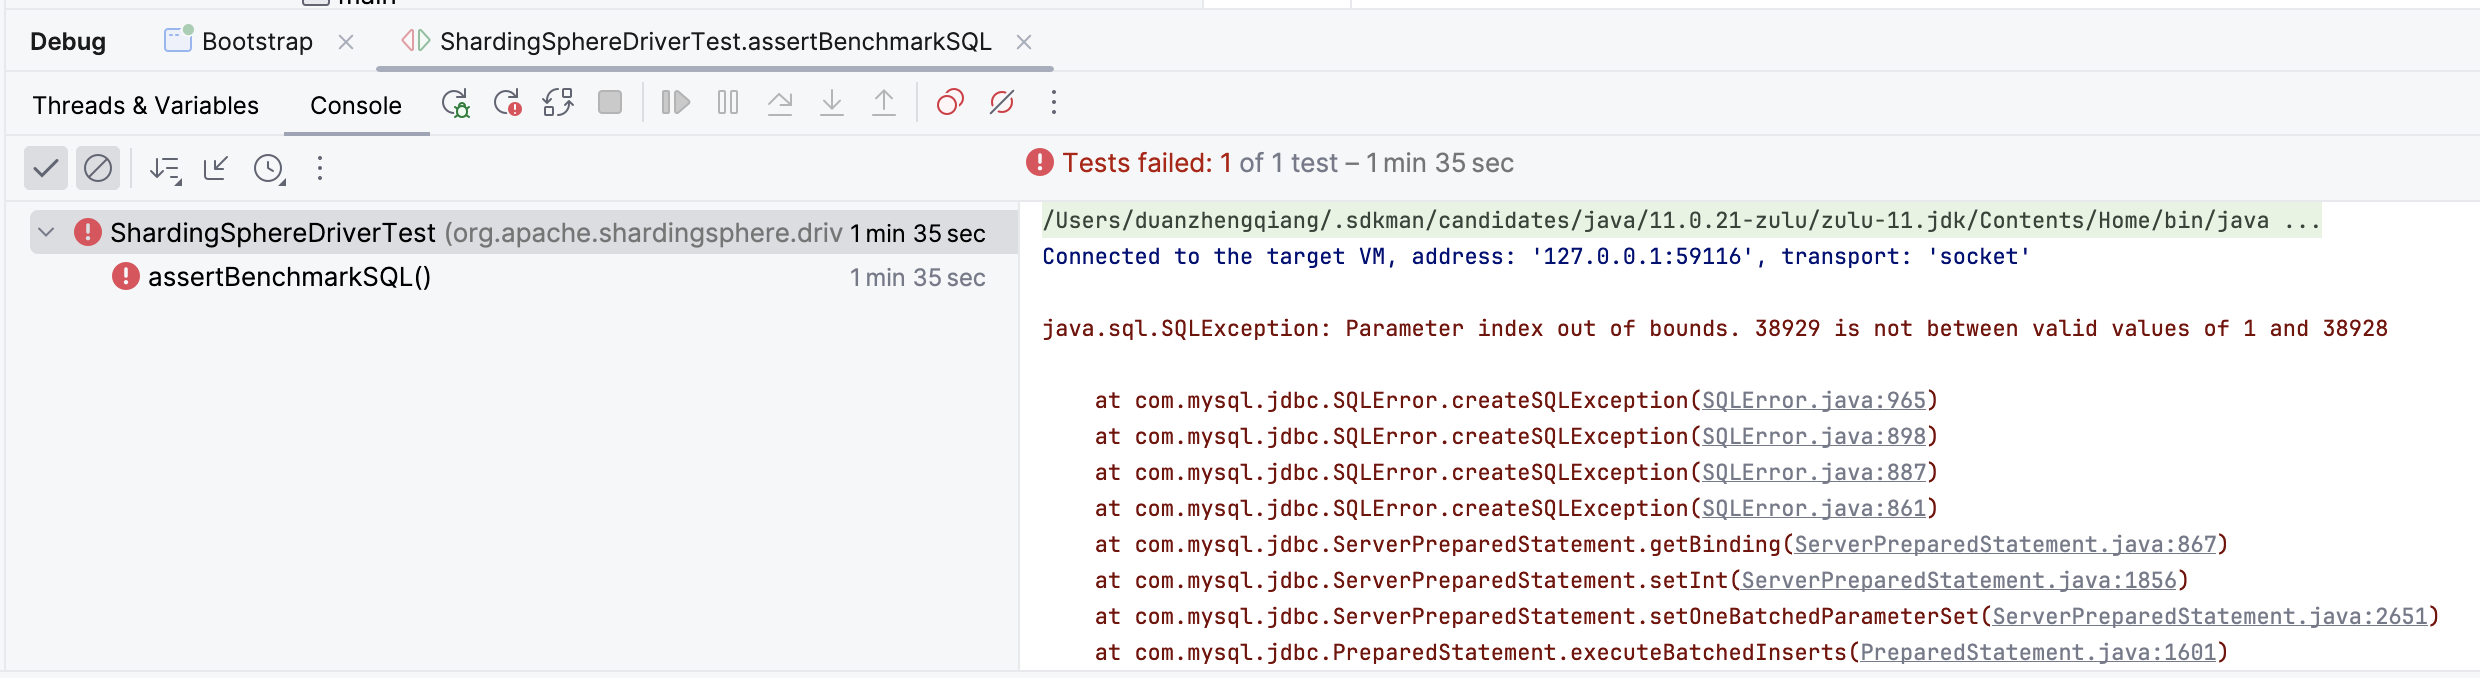 main
Debug Bootstrap ShardingSphereDriverTest.assertBenchmarkSQL
Threads & Variables Console
Tests failed: 1 of 1 test – 1 min 35 sec
ShardingSphereDriverTest (org.apache.shardingsphere.driv 1 min 35 sec
assertBenchmarkSQL() 1 min 35 sec
/Users/duanzhengqiang/.sdkman/candidates/java/11.0.21-zulu/zulu-11.jdk/Contents/Home/bin/java ...
Connected to the target VM, address: '127.0.0.1:59116', transport: 'socket'
java.sql.SQLException: Parameter index out of bounds. 38929 is not between valid values of 1 and 38928
at com.mysql.jdbc.SQLError.createSQLException(SQLError.java:965)
at com.mysql.jdbc.SQLError.createSQLException(SQLError.java:898)
at com.mysql.jdbc.SQLError.createSQLException(SQLError.java:887)
at com.mysql.jdbc.SQLError.createSQLException(SQLError.java:861)
at com.mysql.jdbc.ServerPreparedStatement.getBinding(ServerPreparedStatement.java:867)
at com.mysql.jdbc.ServerPreparedStatement.setInt(ServerPreparedStatement.java:1856)
at com.mysql.jdbc.ServerPreparedStatement.setOneBatchedParameterSet(ServerPreparedStatement.java:2651)
at com.mysql.jdbc.PreparedStatement.executeBatchedInserts(PreparedStatement.java:1601)